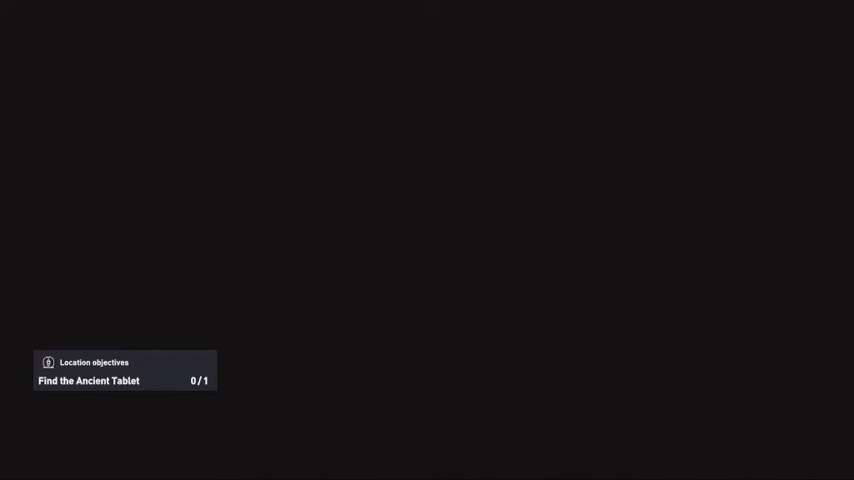 Location objectives
Find the Ancient Tablet 0/1